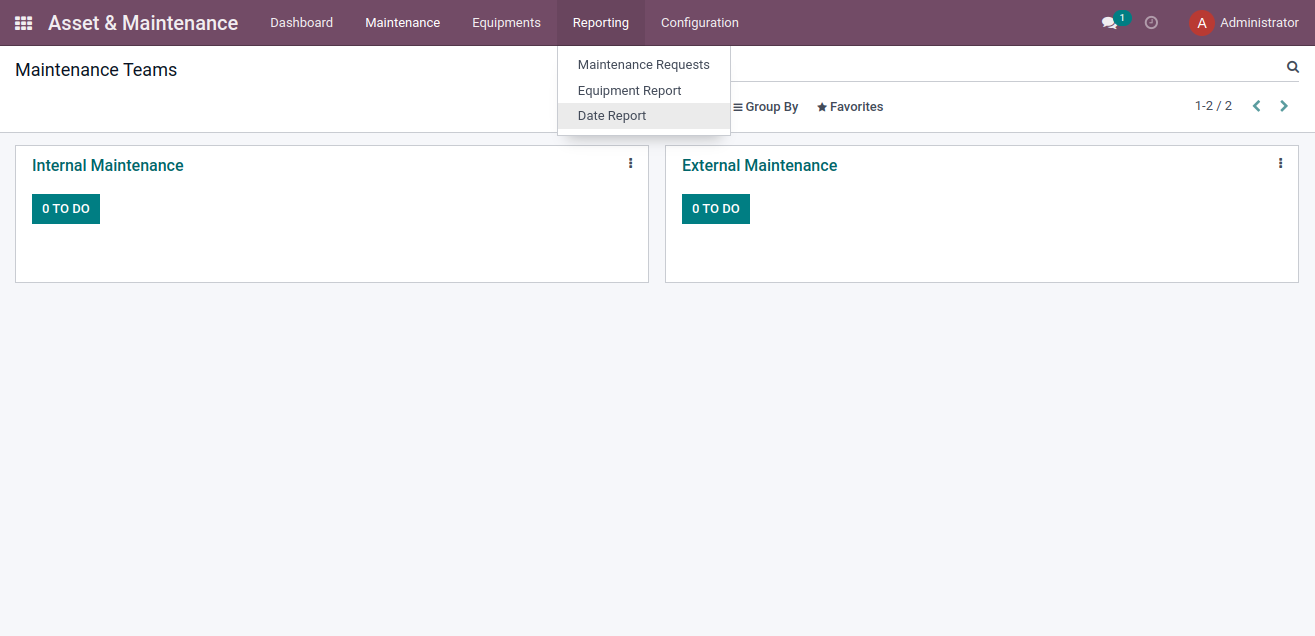 Asset & Maintenance Dashboard Maintenance Equipments Reporting Configuration 1 A Administrator
Maintenance Teams
Maintenance Requests
Equipment Report
Date Report
Group By Favorites 1-2 / 2
Internal Maintenance
0 TO DO
External Maintenance
0 TO DO